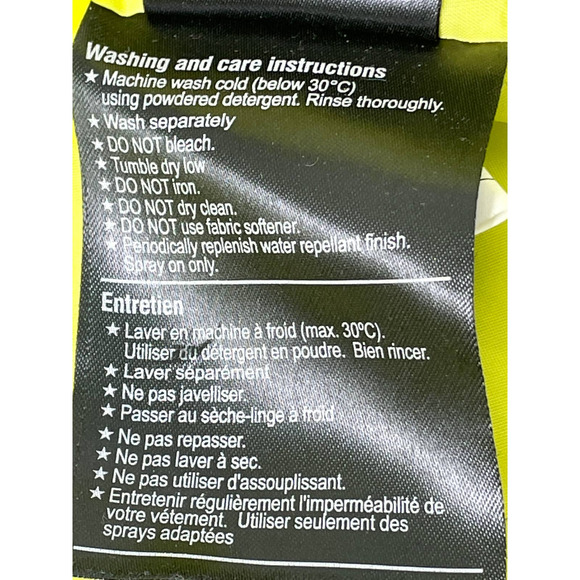 Washing and care instructions
★ Machine wash cold (below 30°C)
using powdered detergent. Rinse thoroughly.
★ Wash separately
★ DO NOT bleach.
★ Tumble dry low
★ DO NOT iron.
★ DO NOT dry clean.
★ DO NOT use fabric softener.
★ Periodically replenish water repellant finish.
Spray on only.
Entretien
★ Laver en machine à froid (max. 30ºC).
Utiliser du détergent en poudre. Bien rincer.
★ Laver séparément
★ Ne pas javelliser.
★ Passer au sèche-linge à froid
★ Ne pas repasser.
★ Ne pas laver à sec.
★ Ne pas utiliser d'assouplissant.
★ Entretenir régulièrement l'imperméabilité de
votre vétement. Utiliser seulement des
sprays adaptées